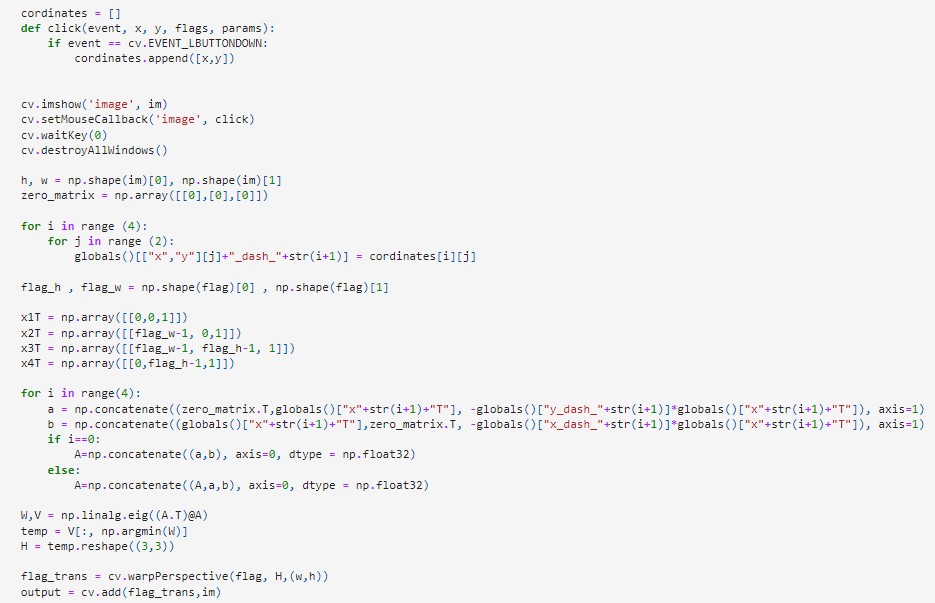 cordinates = []
def click(event, x, y, flags, params):
    if event == cv.EVENT_LBUTTONDOWN:
        cordinates.append([x,y])
cv.imshow('image', im)
cv.setMouseCallback('image', click)
cv.waitKey(0)
cv.destroyAllWindows()
h, w = np.shape(im)[0], np.shape(im)[1]
zero_matrix = np.array([[0],[0],[0]])
for i in range (4):
    for j in range (2):
        globals()[["x","y"][j]+"_dash_"+str(i+1)] = cordinates[i][j]
flag_h , flag_w = np.shape(flag)[0] , np.shape(flag)[1]
x1T = np.array([[0,0,1]])
x2T = np.array([[flag_w-1, 0,1]])
x3T = np.array([[flag_w-1, flag_h-1, 1]])
x4T = np.array([[0,flag_h-1,1]])
for i in range(4):
    a = np.concatenate((zero_matrix.T,globals()["x"+str(i+1)+"T"], -globals()["y_dash_"+str(i+1)]*globals()["x"+str(i+1)+"T"]), axis=1)
    b = np.concatenate((globals()["x"+str(i+1)+"T"],zero_matrix.T, -globals()["x_dash_"+str(i+1)]*globals()["x"+str(i+1)+"T"]), axis=1)
    if i==0:
        A=np.concatenate((a,b), axis=0, dtype = np.float32)
    else:
        A=np.concatenate((A,a,b), axis=0, dtype = np.float32)
W,V = np.linalg.eig((A.T)@A)
temp = V[:, np.argmin(W)]
H = temp.reshape((3,3))
flag_trans = cv.warpPerspective(flag, H,(w,h))
output = cv.add(flag_trans,im)